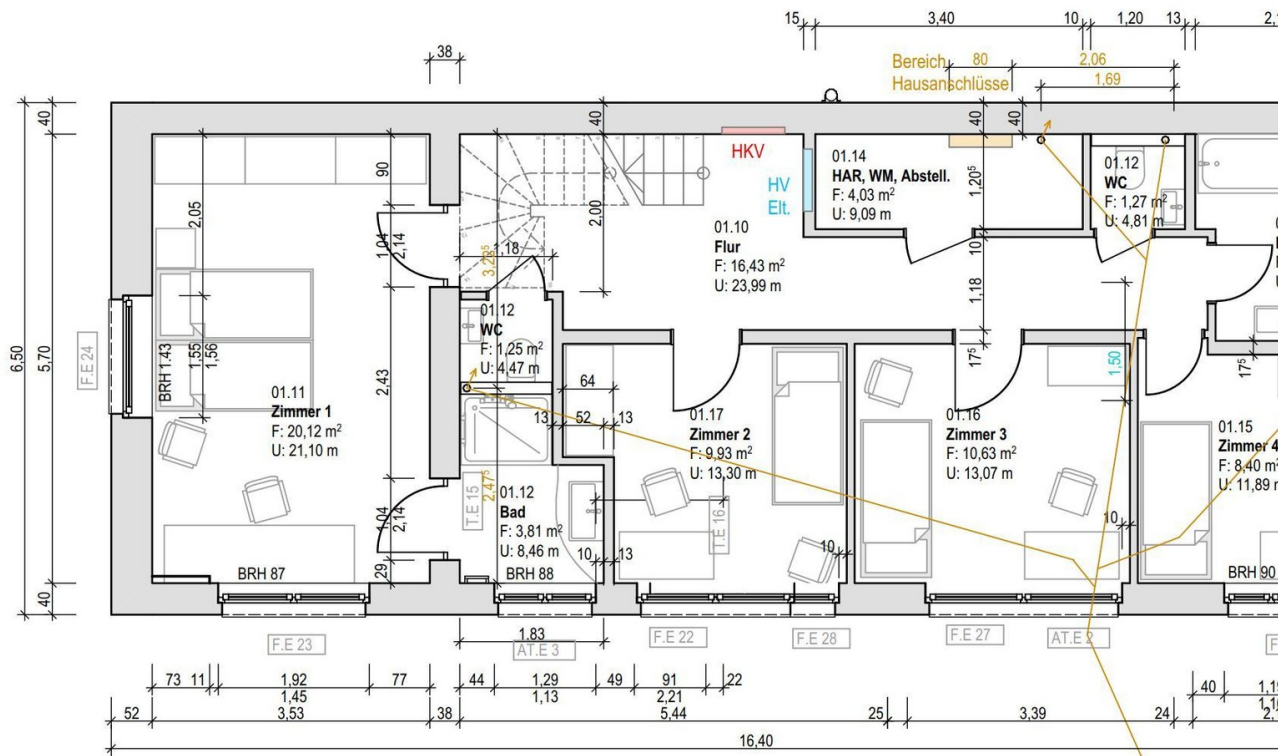 15
3,40
10
1,20
13
38
Bereich
Hausanschlüsse
80
2,06
1,69
40
40
40
40
HKV
HV
Elt.
01.14
HAR, WM, Abstell.
F: 4,03 m²
U: 9,09 m
1,20⁵
01.12
WC
F: 1,27 m²
U: 4,81 m
90
2,05
2,00
01.10
Flur
F: 16,43 m²
U: 23,99 m
1,04
2,14
10
1,18
6,50
5,70
01.12
WC
F: 1,25 m²
U: 4,47 m
F.E 24
BRH 1.43
1,55
1,56
2,43
17⁵
1,50
17⁵
01.11
Zimmer 1
F: 20,12 m²
U: 21,10 m
64
13
52
13
01.17
Zimmer 2
F: 9,93 m²
U: 13,30 m
01.16
Zimmer 3
F: 10,63 m²
U: 13,07 m
01.15
Zimmer 4
F: 8,40 m²
U: 11,89 m
T.E 15
2,47⁵
01.12
Bad
F: 3,81 m²
U: 8,46 m
T.E 16
1,04
2,14
10
13
10
10
29
BRH 87
BRH 88
BRH 90
40
F.E 23
1,83
AT.E 3
F.E 22
F.E 28
F.E 27
AT.E 2
73
11
1,92
1,45
77
44
1,29
1,13
49
91
2,21
22
40
52
3,53
38
5,44
25
3,39
24
16,40